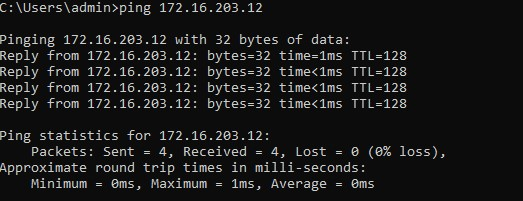 C:\Users\admin>ping 172.16.203.12
Pinging 172.16.203.12 with 32 bytes of data:
Reply from 172.16.203.12: bytes=32 time=1ms TTL=128
Reply from 172.16.203.12: bytes=32 time<1ms TTL=128
Reply from 172.16.203.12: bytes=32 time<1ms TTL=128
Reply from 172.16.203.12: bytes=32 time<1ms TTL=128
Ping statistics for 172.16.203.12:
    Packets: Sent = 4, Received = 4, Lost = 0 (0% loss),
Approximate round trip times in milli-seconds:
    Minimum = 0ms, Maximum = 1ms, Average = 0ms